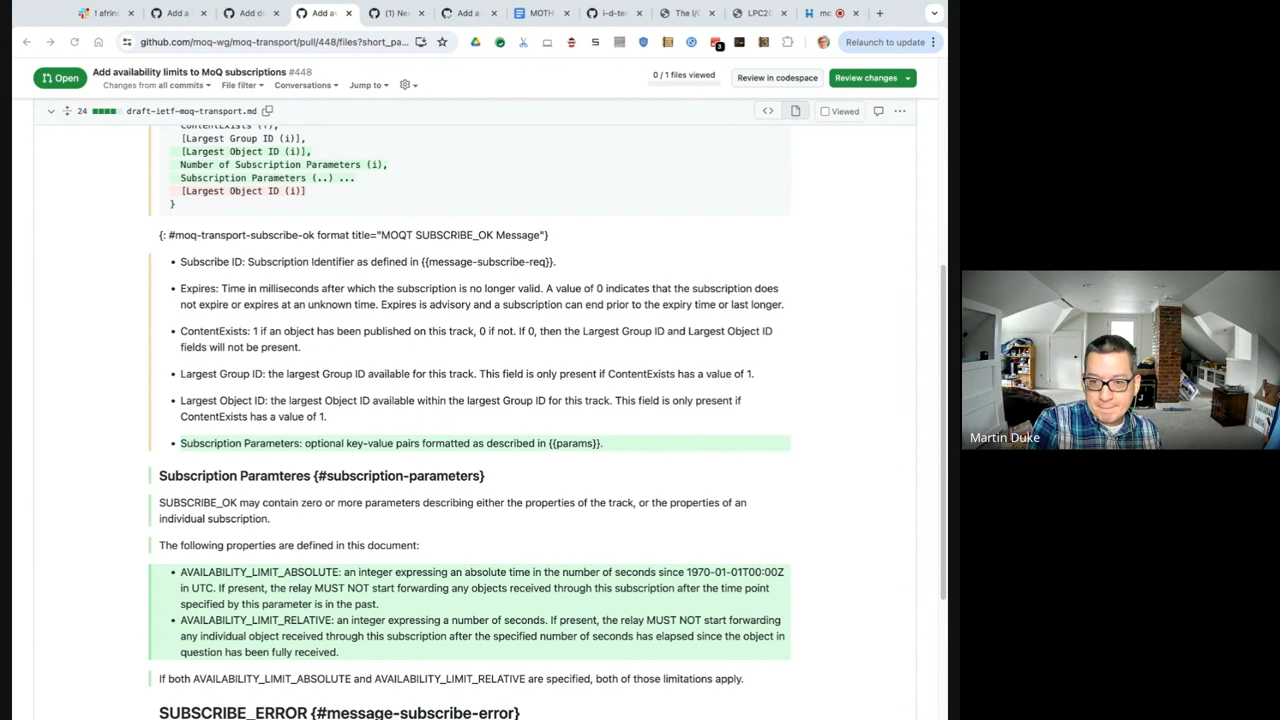 ! afrinic
Add a
Add de
Add av
(1) Nee
Add a v
MOTH
i-d-ter
The I/O
LPC20
mo
github.com/moq-wg/moq-transport/pull/448/files?short_pa...
3
Relaunch to update
Open
Add availability limits to MoQ subscriptions #448
Changes from all commits
File filter
Conversations
Jump to
0 / 1 files viewed
Review in codespace
Review changes
24
draft-ietf-moq-transport.md
Viewed
ContentExists (f),
[Largest Group ID (i)],
[Largest Object ID (i)],
Number of Subscription Parameters (i),
Subscription Parameters (..) ...
[Largest Object ID (i)]
}
{: #moq-transport-subscribe-ok format title="MOQT SUBSCRIBE_OK Message"}
• Subscribe ID: Subscription Identifier as defined in {{message-subscribe-req}}.
• Expires: Time in milliseconds after which the subscription is no longer valid. A value of 0 indicates that the subscription does
not expire or expires at an unknown time. Expires is advisory and a subscription can end prior to the expiry time or last longer.
• ContentExists: 1 if an object has been published on this track, 0 if not. If 0, then the Largest Group ID and Largest Object ID
fields will not be present.
• Largest Group ID: the largest Group ID available for this track. This field is only present if ContentExists has a value of 1.
• Largest Object ID: the largest Object ID available within the largest Group ID for this track. This field is only present if
ContentExists has a value of 1.
• Subscription Parameters: optional key-value pairs formatted as described in {{params}}.
Subscription Paramteres {#subscription-parameters}
SUBSCRIBE_OK may contain zero or more parameters describing either the properties of the track, or the properties of an
individual subscription.
The following properties are defined in this document:
• AVAILABILITY_LIMIT_ABSOLUTE: an integer expressing an absolute time in the number of seconds since 1970-01-01T00:00Z
in UTC. If present, the relay MUST NOT start forwarding any objects received through this subscription after the time point
specified by this parameter is in the past.
• AVAILABILITY_LIMIT_RELATIVE: an integer expressing a number of seconds. If present, the relay MUST NOT start forwarding
any individual object received through this subscription after the specified number of seconds has elapsed since the object in
question has been fully received.
If both AVAILABILITY_LIMIT_ABSOLUTE and AVAILABILITY_LIMIT_RELATIVE are specified, both of those limitations apply.
SUBSCRIBE_ERROR {#message-subscribe-error}
Martin Duke